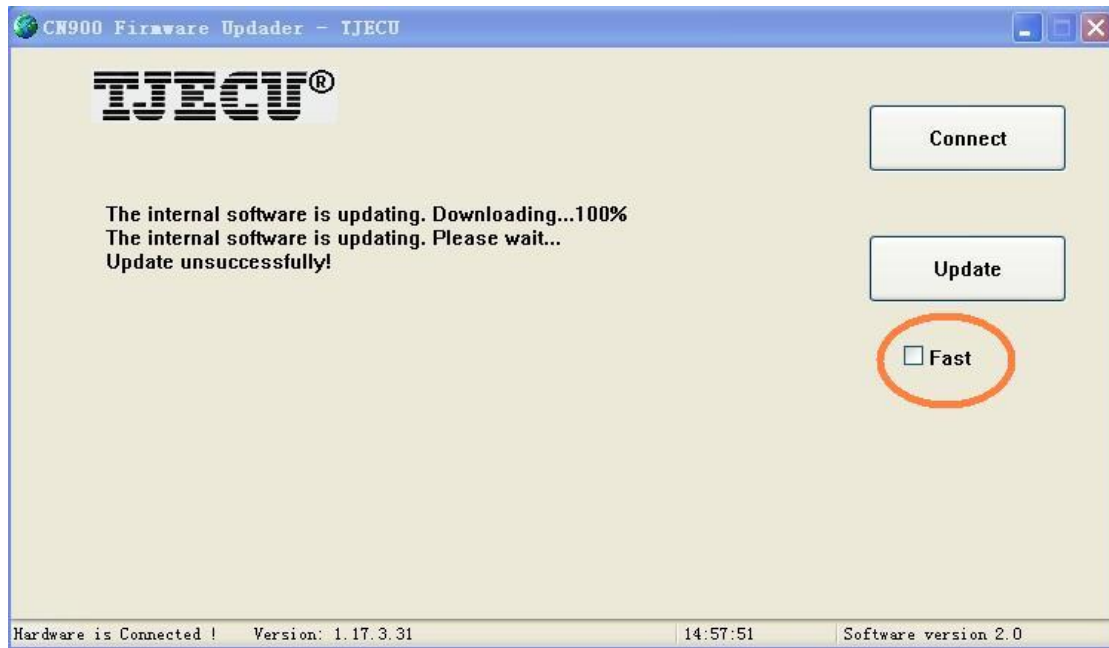 CN900 Firmware Updader - TJECU
TJECU®
Connect
The internal software is updating. Downloading...100%
The internal software is updating. Please wait...
Update unsuccessfully!
Update
Fast
Hardware is Connected ! Version: 1.17.3.31 14:57:51 Software version 2.0